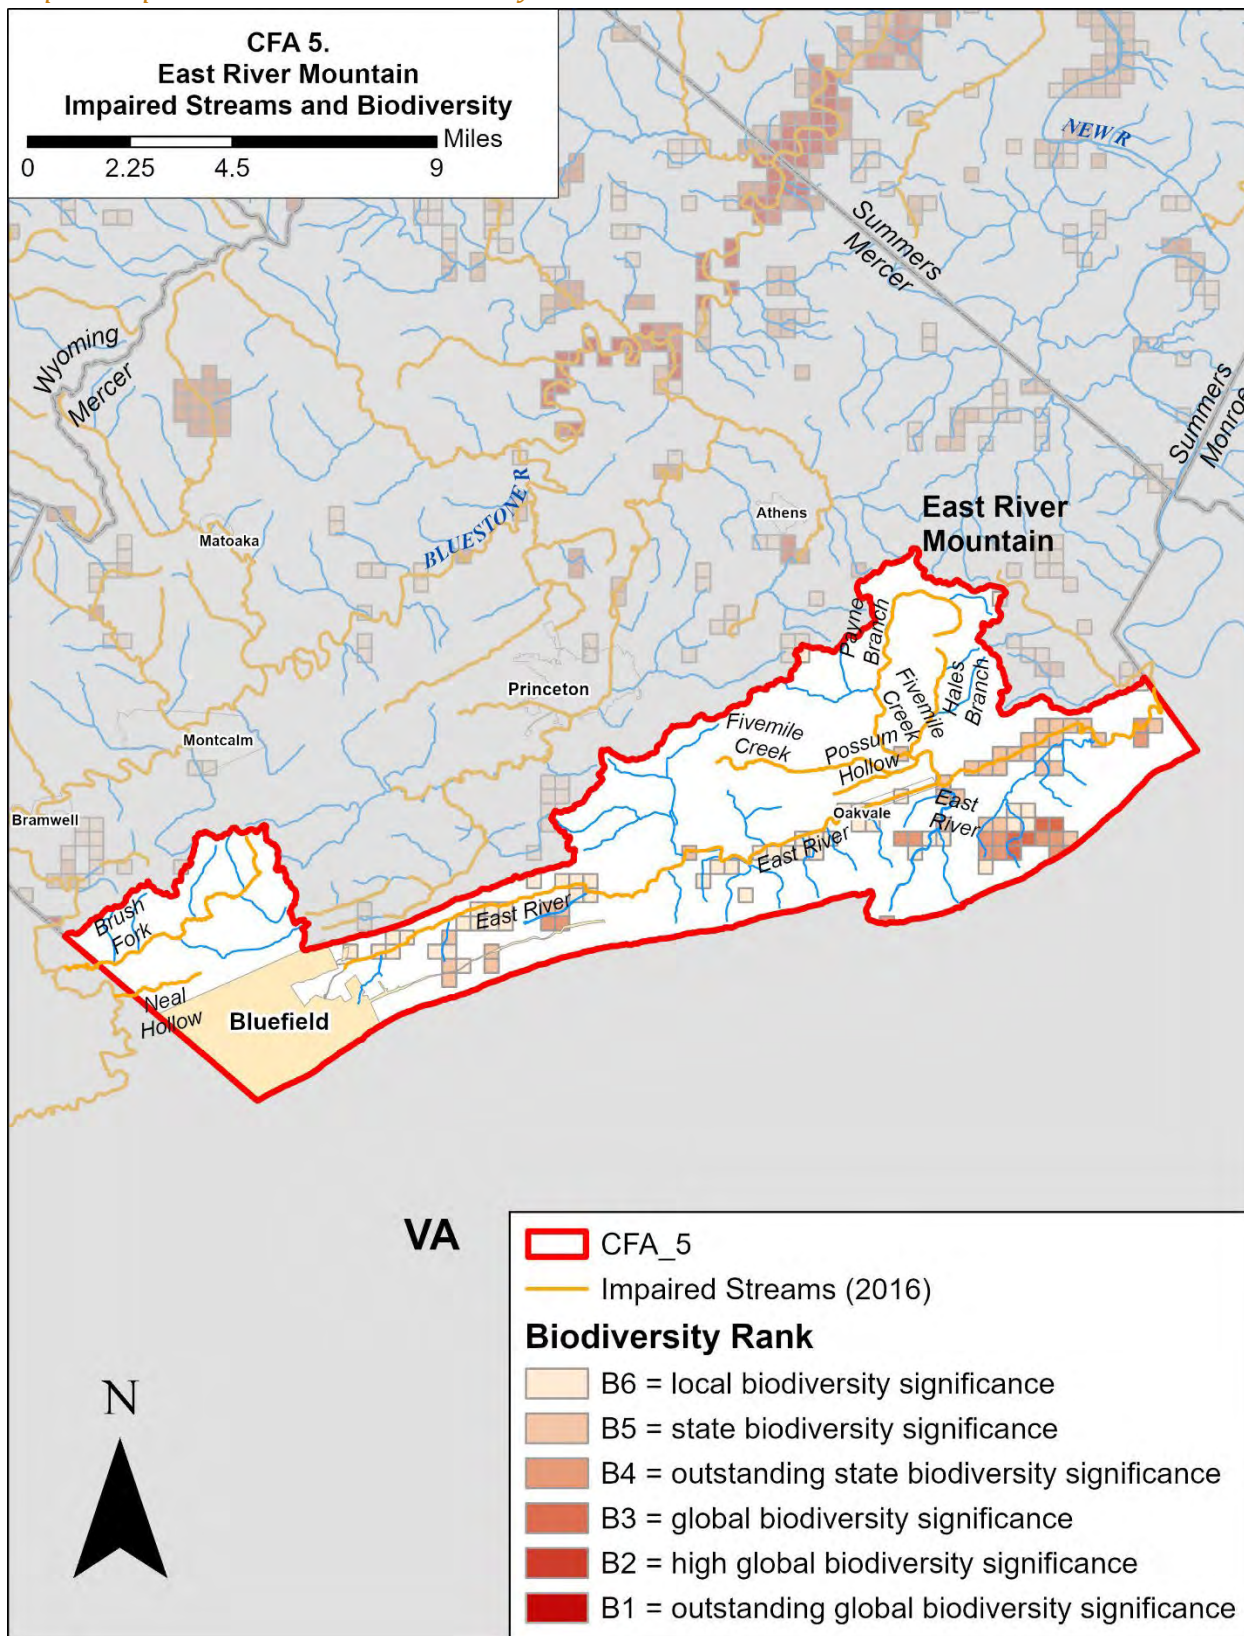 CFA 5.
East River Mountain
Impaired Streams and Biodiversity
Miles
0 2.25 4.5 9
NEW R
Summers
Mercer
Wyoming
Mercer
Summers
Monroe
BLUESTONE R
Athens
Matoaka
East River
Mountain
Payne
Branch
Princeton
Fivemile
Creek
Hales
Branch
Fivemile
Creek
Possum
Hollow
Montcalm
Bramwell
Oakvale
East
River
East River
East River
Brush
Fork
Neal
Hollow
Bluefield
VA
N
CFA_5
Impaired Streams (2016)
Biodiversity Rank
B6 = local biodiversity significance
B5 = state biodiversity significance
B4 = outstanding state biodiversity significance
B3 = global biodiversity significance
B2 = high global biodiversity significance
B1 = outstanding global biodiversity significance